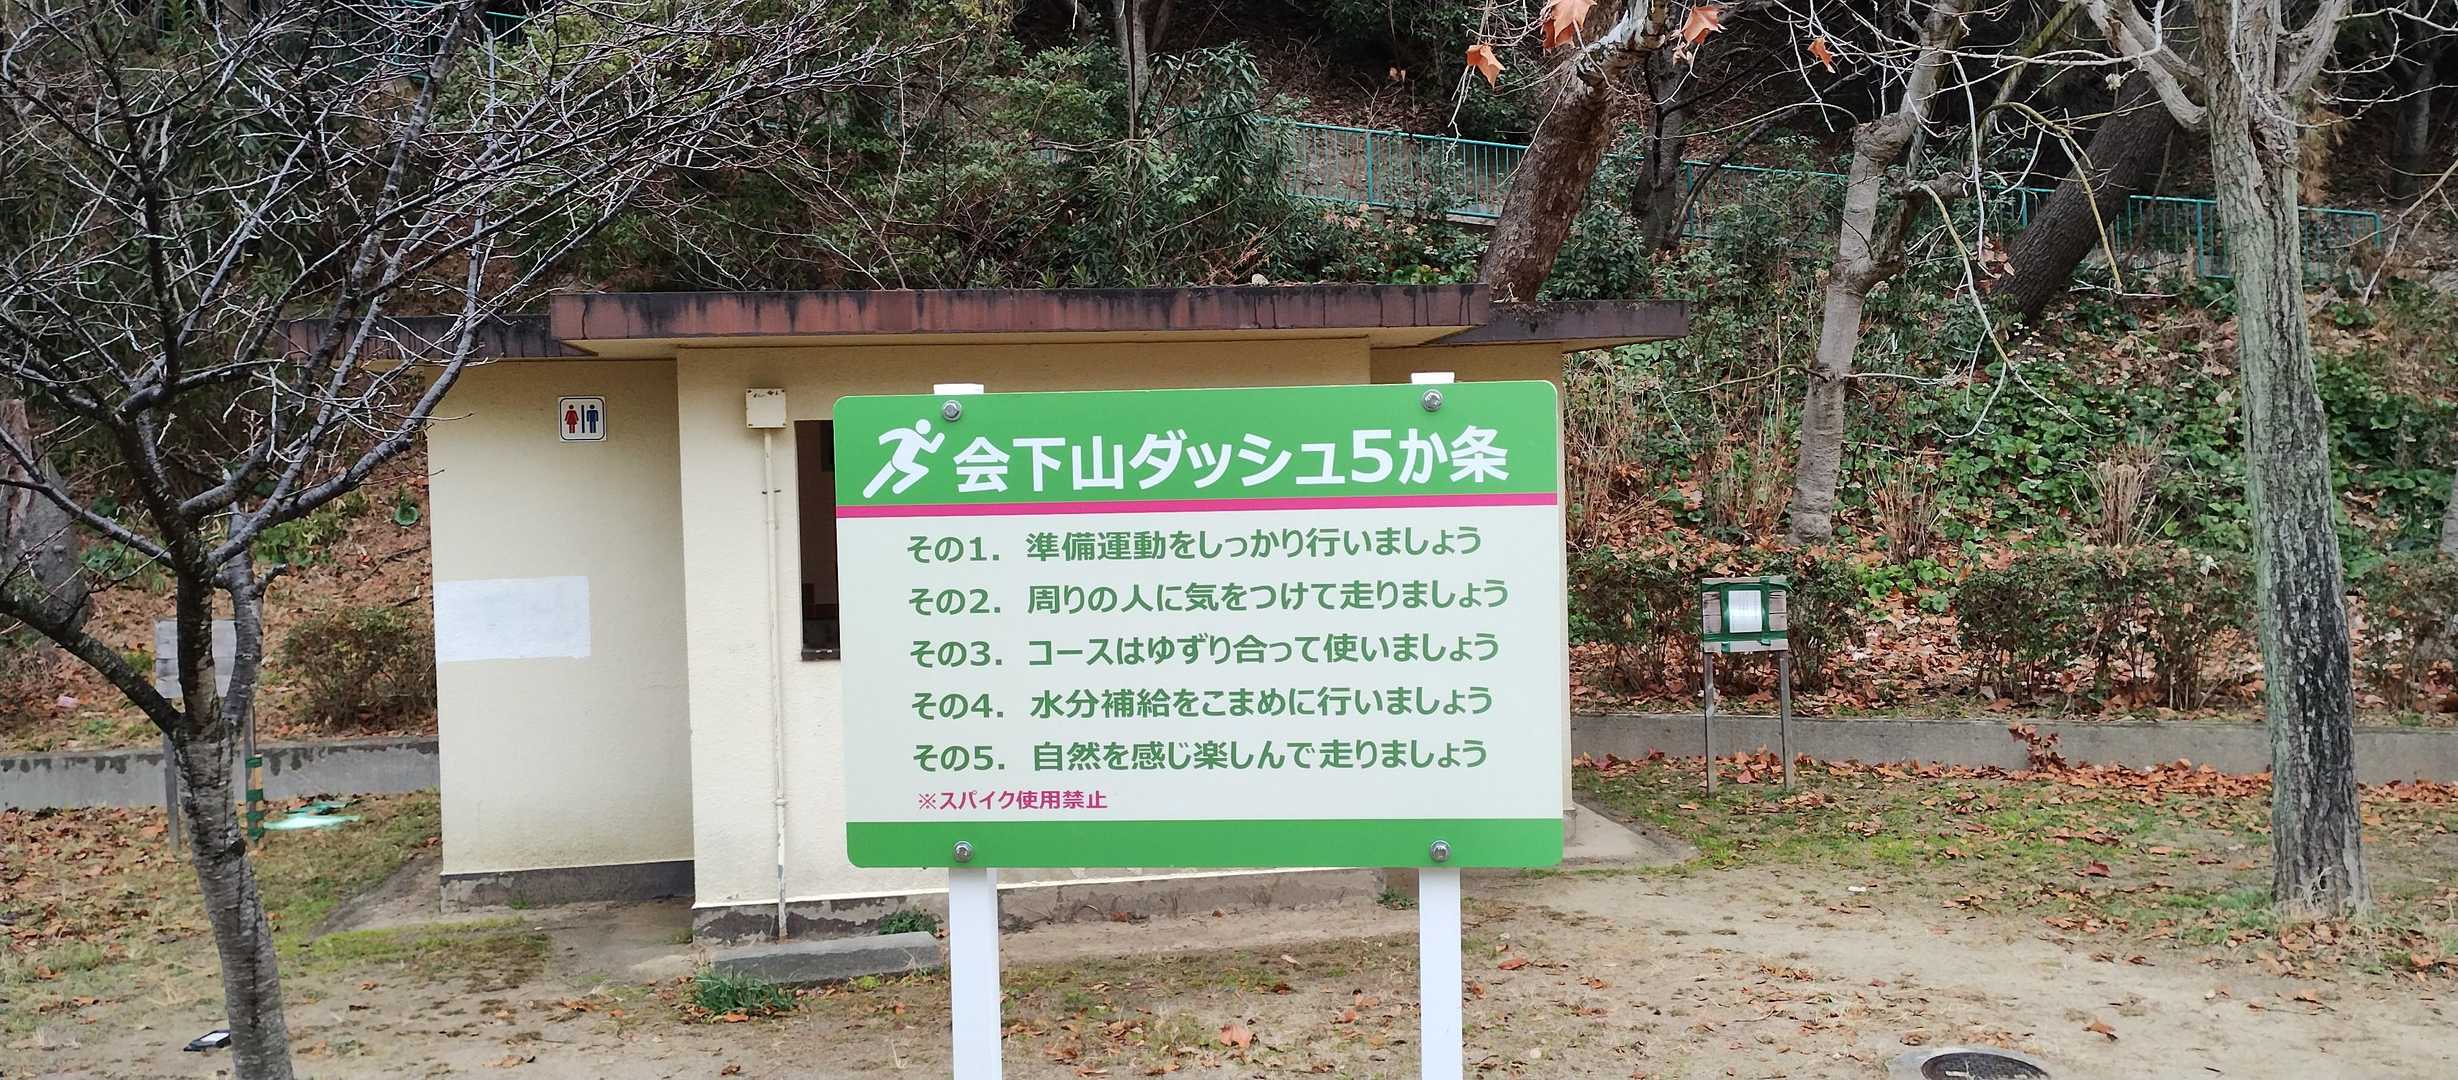 会下山ダッシュ5か条
その1. 準備運動をしっかり行いましょう
その2. 周りの人に気をつけて走りましょう
その3. コースはゆずり合って使いましょう
その4. 水分補給をこまめに行いましょう
その5. 自然を感じ楽しんで走りましょう
※スパイク使用禁止